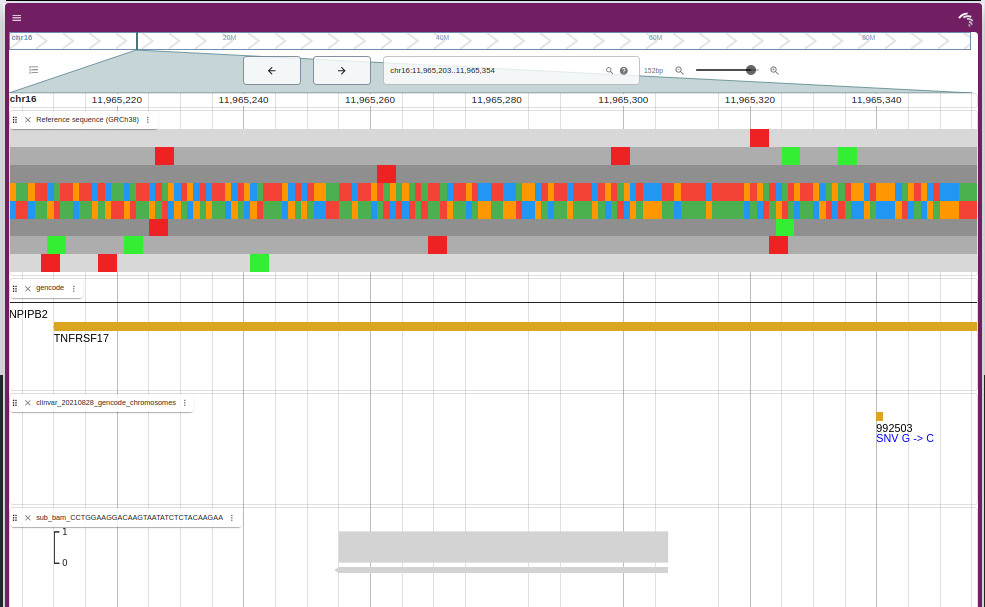 chr16
20M
40M
60M
80M
chr16:11,965,203..11,965,354
152bp
chr16
11,965,220
11,965,240
11,965,260
11,965,280
11,965,300
11,965,320
11,965,340
Reference sequence (GRCh38)
gencode
NPIPB2
TNFRSF17
clinvar_20210828_gencode_chromosomes
992503
SNV G -> C
sub_bam_CCTGGAAGGACAAGTAATATCTCTACAAGAA
1
0